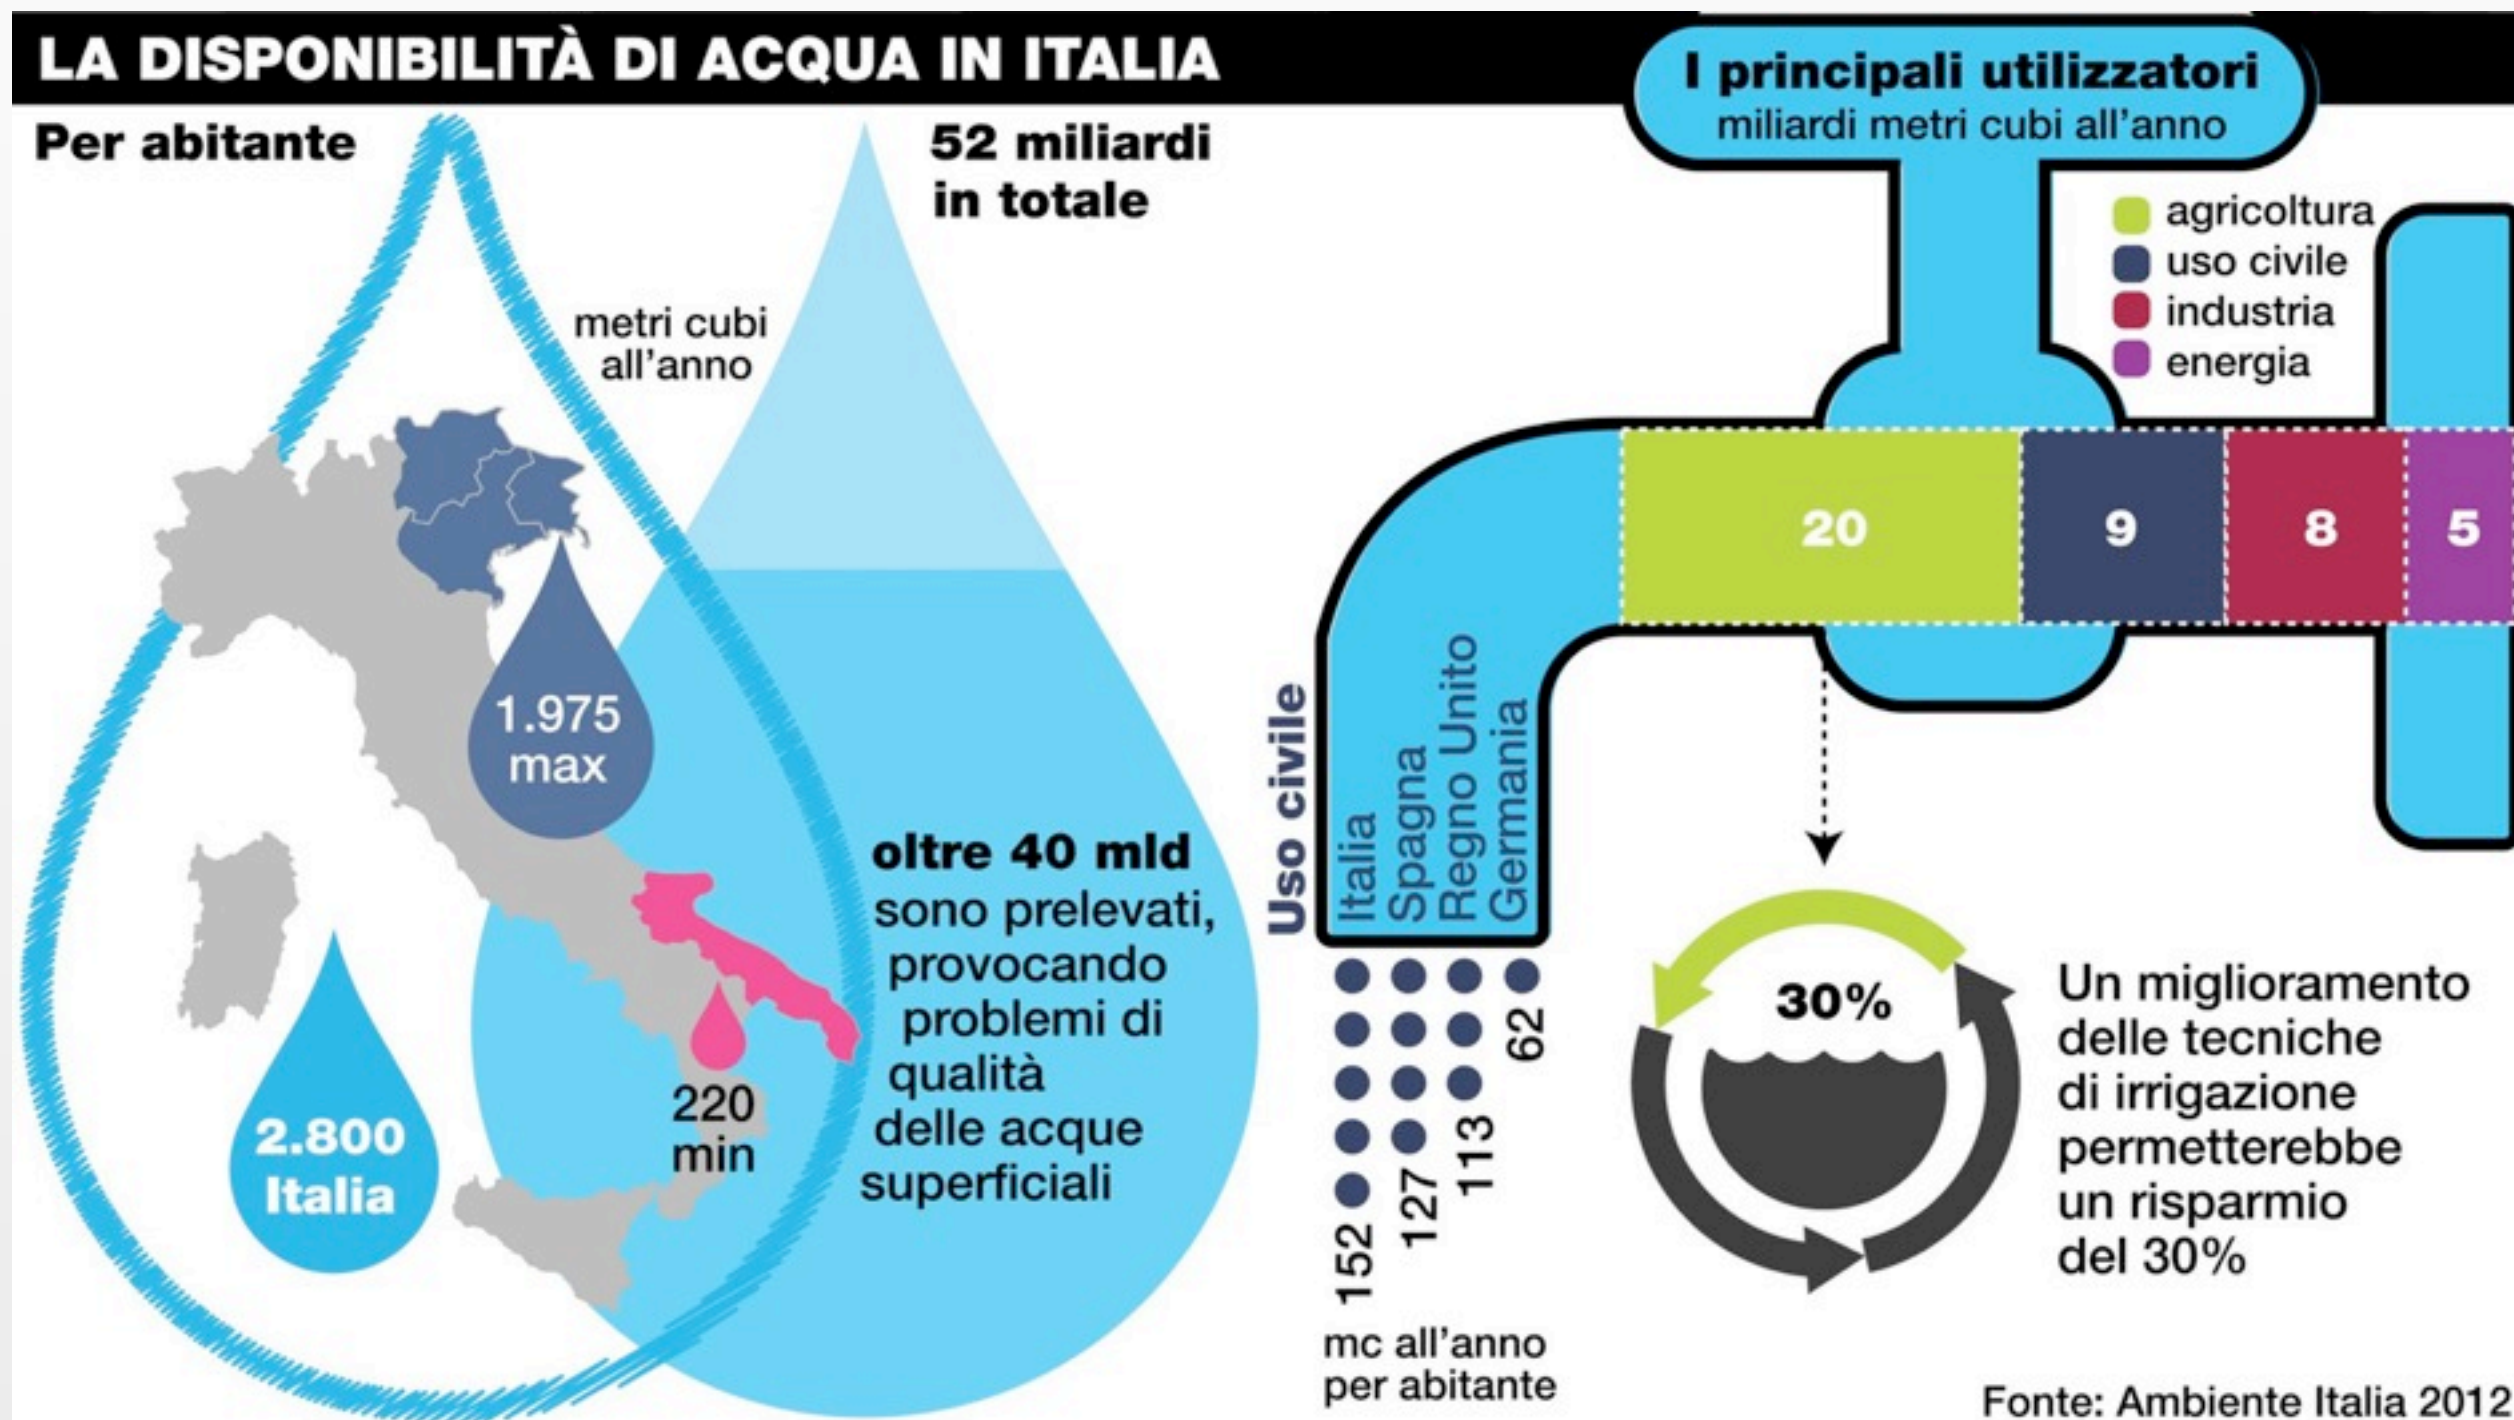 LA DISPONIBILITÀ DI ACQUA IN ITALIA
Per abitante
52 miliardi
in totale
metri cubi
all'anno
1.975
max
220
min
2.800
Italia
oltre 40 mld
sono prelevati,
provocando
problemi di
qualità
delle acque
superficiali
I principali utilizzatori
miliardi metri cubi all'anno
agricoltura
uso civile
industria
energia
20
9
8
5
Uso civile
Italia
Spagna
Regno Unito
Germania
152
127
113
62
mc all'anno
per abitante
30%
Un miglioramento
delle tecniche
di irrigazione
permetterebbe
un risparmio
del 30%
Fonte: Ambiente Italia 2012